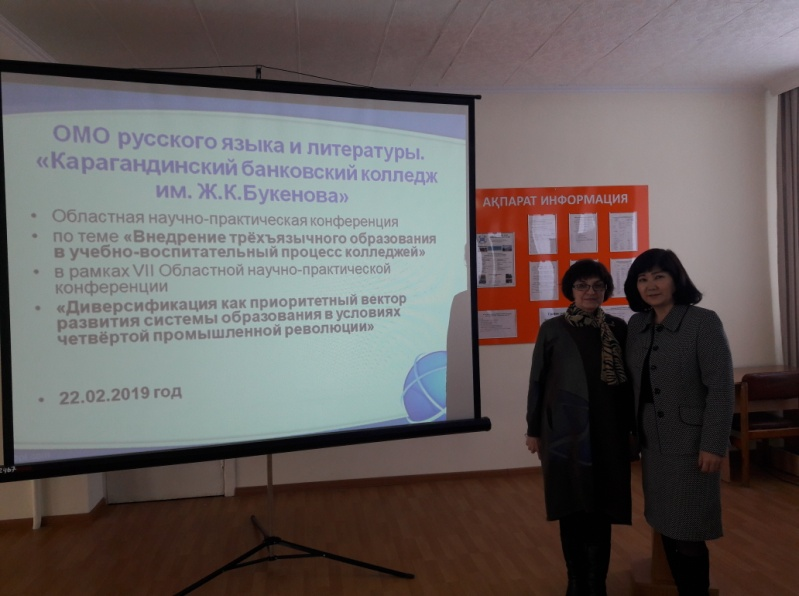 ОМО русского языка и литературы.
«Карагандинский банковский колледж
им. Ж.К.Букенова»
• Областная научно-практическая конференция
• по теме «Внедрение трёхъязычного образования
в учебно-воспитательный процесс колледжей»
• в рамках VII Областной научно-практической
конференции
• «Диверсификация как приоритетный вектор
развития системы образования в условиях
четвёртой промышленной революции»
• 22.02.2019 год
АҚПАРАТ ИНФОРМАЦИЯ